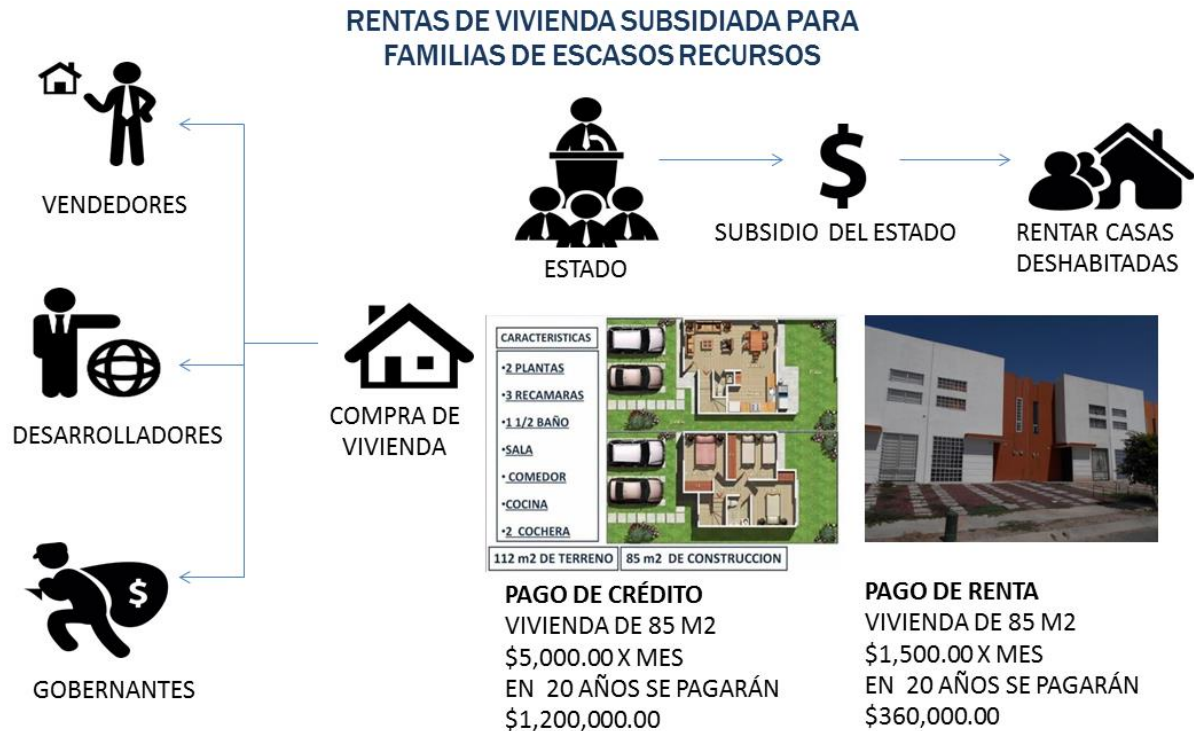 RENTAS DE VIVIENDA SUBSIDIADA PARA
FAMILIAS DE ESCASOS RECURSOS
VENDEDORES
DESARROLLADORES
GOBERNANTES
$
COMPRA DE
VIVIENDA
ESTADO
$
SUBSIDIO DEL ESTADO
RENTAR CASAS
DESHABITADAS
CARACTERISTICAS
•2 PLANTAS
•3 RECAMARAS
•1 1/2 BAÑO
•SALA
• COMEDOR
•COCINA
•2 COCHERA
112 m2 DE TERRENO
85 m2 DE CONSTRUCCION
PAGO DE CRÉDITO
VIVIENDA DE 85 M2
$5,000.00 X MES
EN 20 AÑOS SE PAGARÁN
$1,200,000.00
PAGO DE RENTA
VIVIENDA DE 85 M2
$1,500.00 X MES
EN 20 AÑOS SE PAGARÁN
$360,000.00